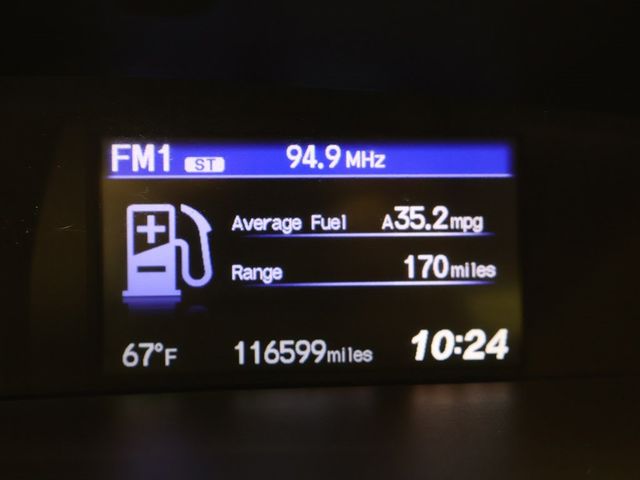 FM1 ST 94.9 MHz
Average Fuel A35.2mpg
Range 170miles
67°F 116599miles 10:24